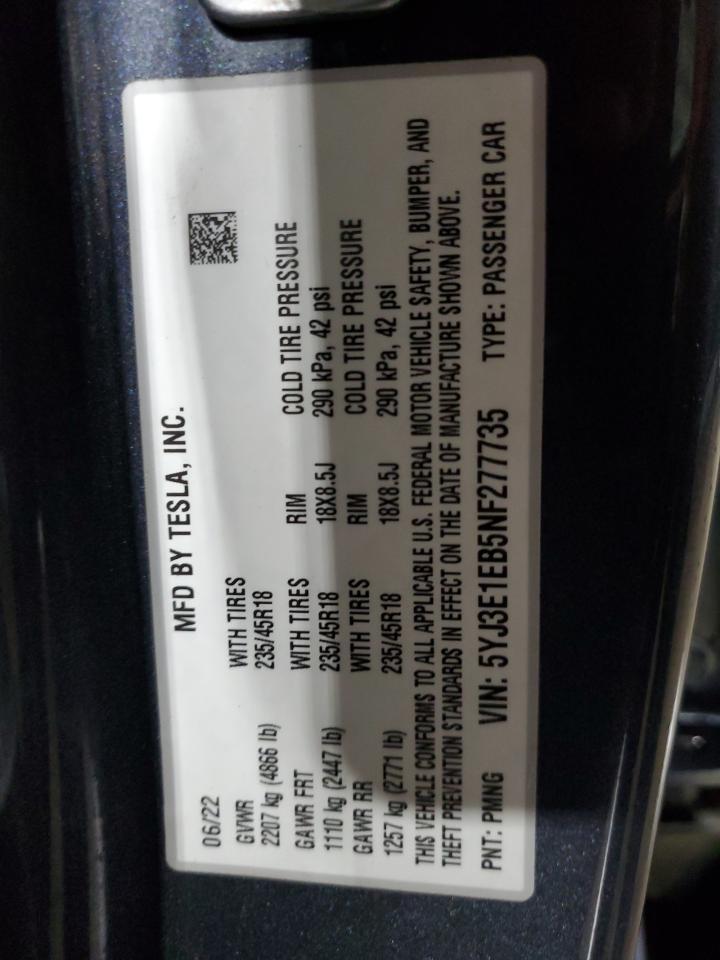 MFD BY TESLA, INC.
06/22
GVWR WITH TIRES
2207 kg (4866 lb) 235/45R18
GAWR FRT WITH TIRES RIM COLD TIRE PRESSURE
1110 kg (2447 lb) 235/45R18 18X8.5J 290 kPa, 42 psi
GAWR RR WITH TIRES RIM COLD TIRE PRESSURE
1257 kg (2771 lb) 235/45R18 18X8.5J 290 kPa, 42 psi
THIS VEHICLE CONFORMS TO ALL APPLICABLE U.S. FEDERAL MOTOR VEHICLE SAFETY, BUMPER, AND
THEFT PREVENTION STANDARDS IN EFFECT ON THE DATE OF MANUFACTURE SHOWN ABOVE.
PNT: PMNG VIN: 5YJ3E1EB5NF277735 TYPE: PASSENGER CAR